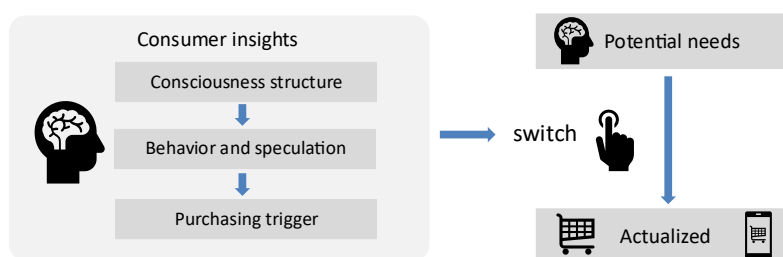 Consumer insights
Consciousness structure
Behavior and speculation
Purchasing trigger
switch
Potential needs
Actualized